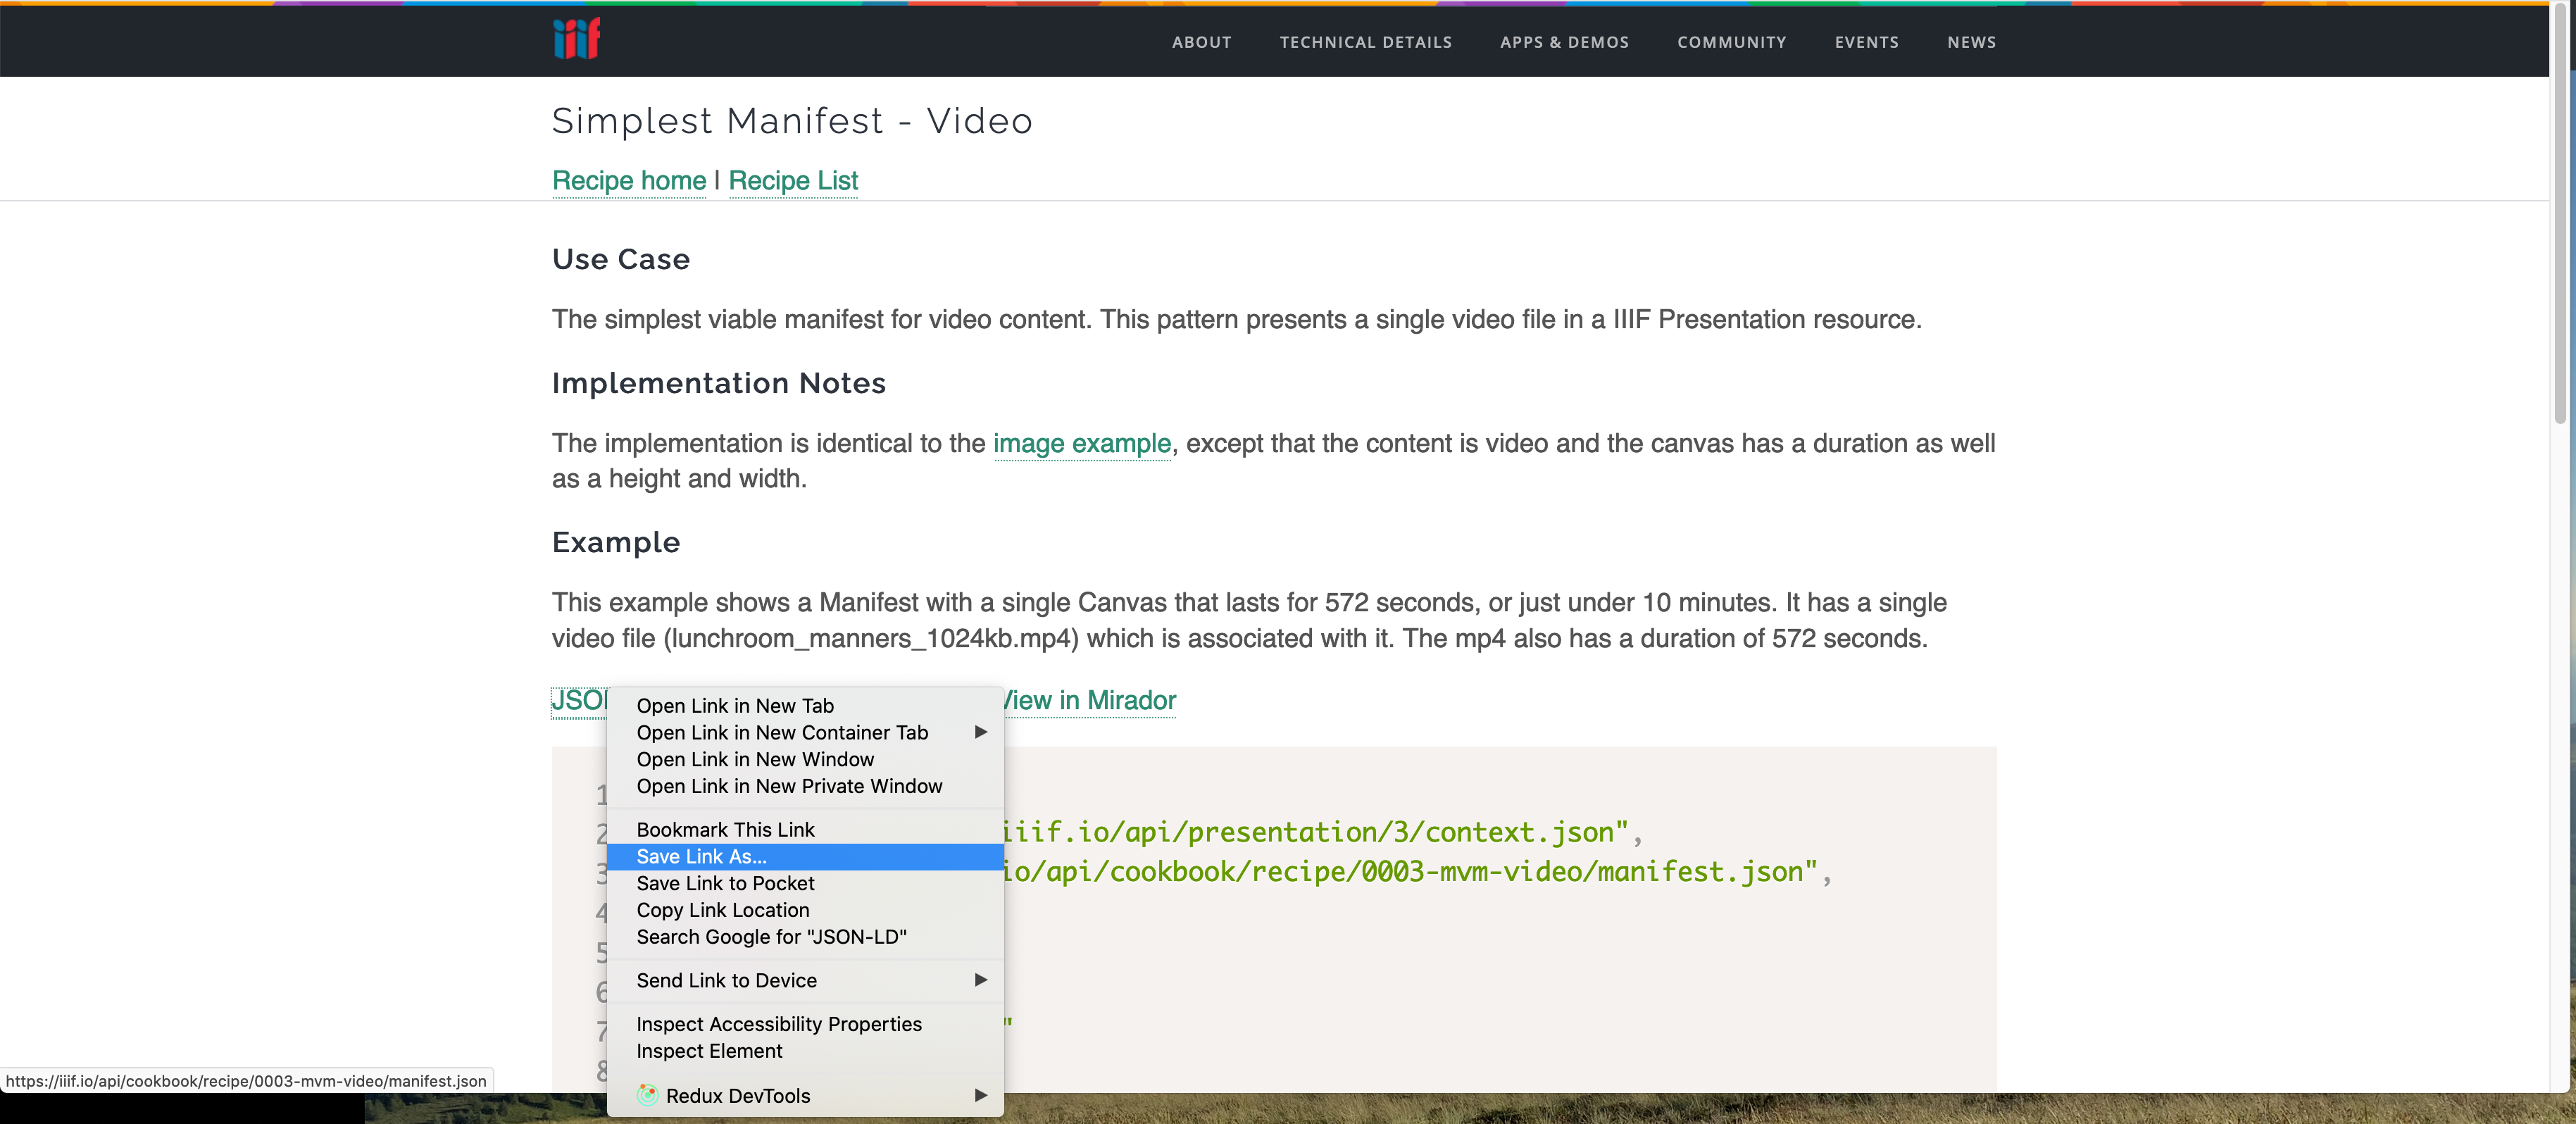 iiif
ABOUT TECHNICAL DETAILS APPS & DEMOS COMMUNITY EVENTS NEWS
Simplest Manifest - Video
Recipe home | Recipe List
Use Case
The simplest viable manifest for video content. This pattern presents a single video file in a IIIF Presentation resource.
Implementation Notes
The implementation is identical to the image example, except that the content is video and the canvas has a duration as well
as a height and width.
Example
This example shows a Manifest with a single Canvas that lasts for 572 seconds, or just under 10 minutes. It has a single
video file (lunchroom_manners_1024kb.mp4) which is associated with it. The mp4 also has a duration of 572 seconds.
JSO View in Mirador
Open Link in New Tab
Open Link in New Container Tab
Open Link in New Window
Open Link in New Private Window
Bookmark This Link
Save Link As...
Save Link to Pocket
Copy Link Location
Search Google for "JSON-LD"
Send Link to Device
Inspect Accessibility Properties
Inspect Element
Redux DevTools
1
2 iiif.io/api/presentation/3/context.json",
3 io/api/cookbook/recipe/0003-mvm-video/manifest.json",
4
5
6
7 "
8
https://iiif.io/api/cookbook/recipe/0003-mvm-video/manifest.json